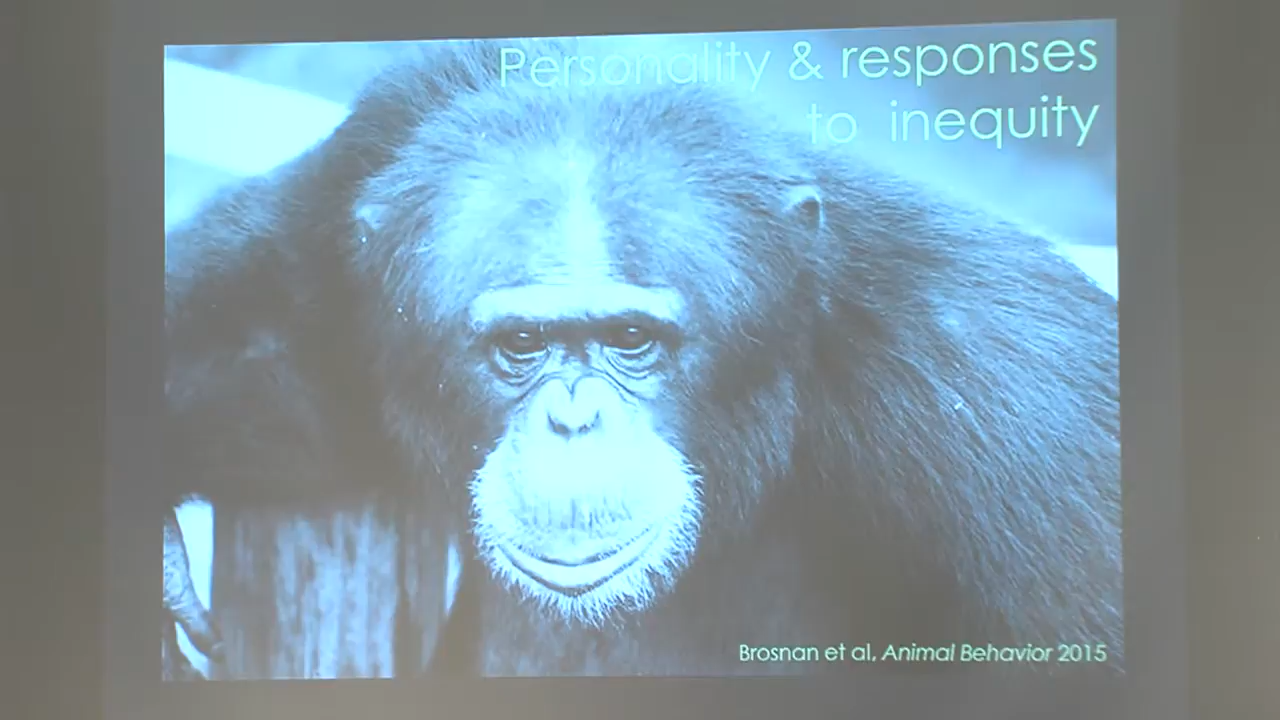 Personality & responses
to inequity
Brosnan et al, Animal Behavior 2015